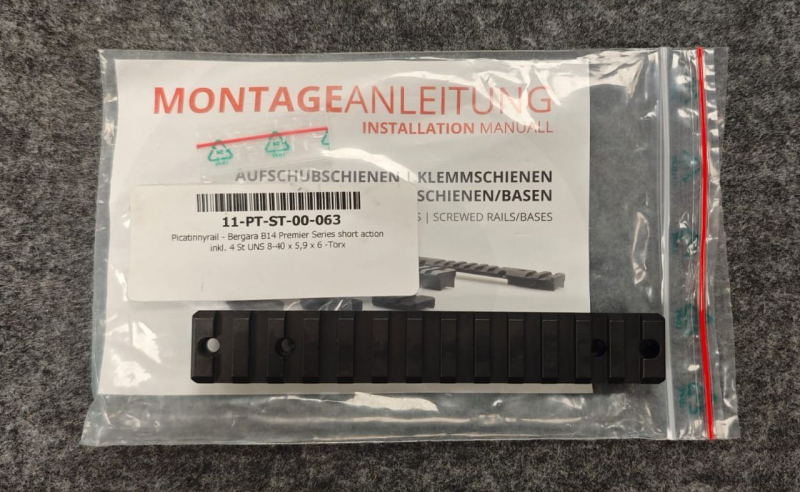 MONTAGEANLEITUNG
INSTALLATION MANUALL
AUFSCHUBSCHIENEN | KLEMMSCHIENEN
SCHIENEN/BASEN
S | SCREWED RAILS/BASES
11-PT-ST-00-063
Picatinnyrail - Bergara B14 Premier Series short action
inkl. 4 St UNS 8-40 x 5,9 x 6 -Torx